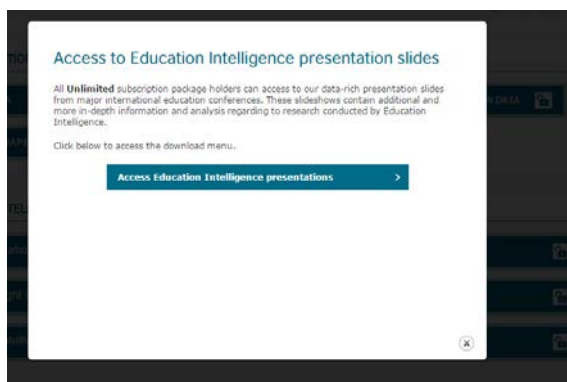 Access to Education Intelligence presentation slides
All Unlimited subscription package holders can access to our data-rich presentation slides
from major international education conferences. These slideshows contain additional and
more in-depth information and analysis regarding to research conducted by Education
Intelligence.
N DATA
Click below to access the download menu.
Access Education Intelligence presentations >